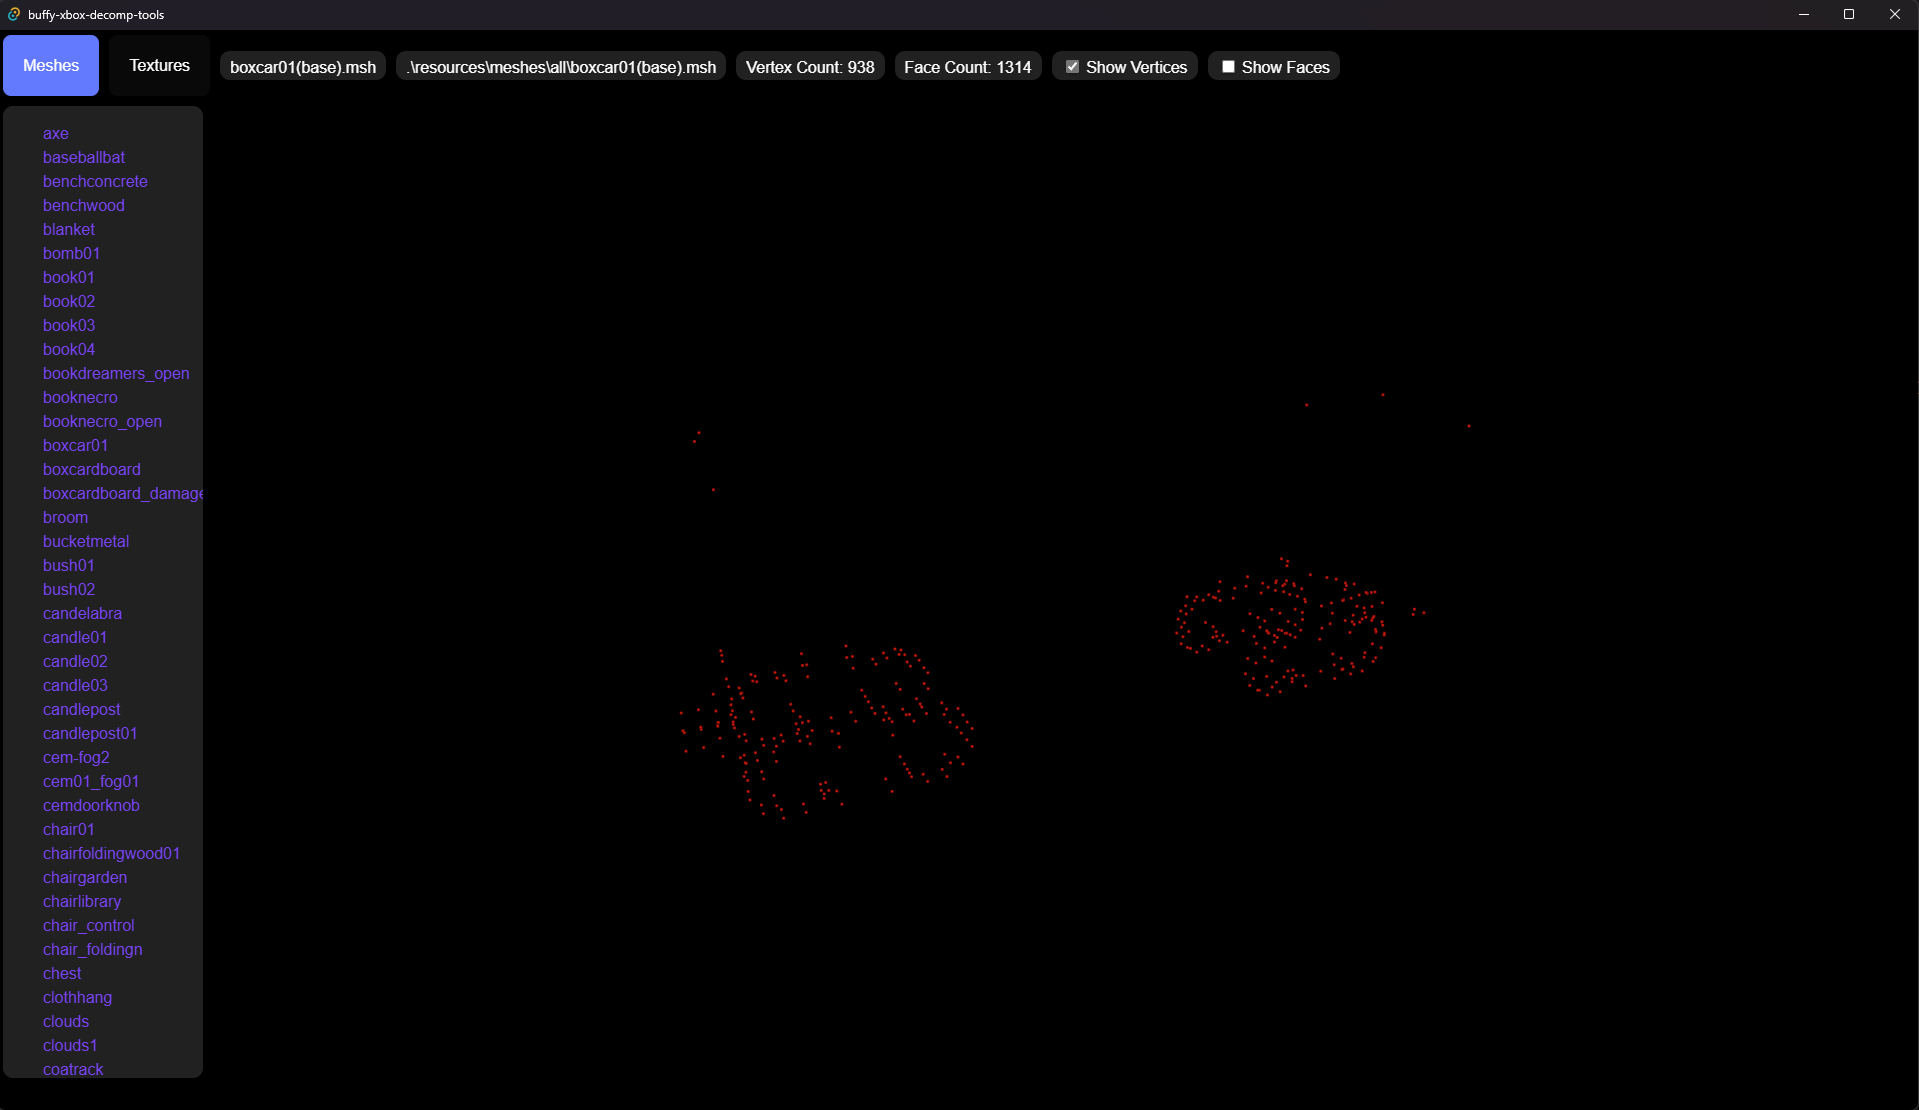 buffy-xbox-decomp-tools
Meshes Textures boxcar01(base).msh .\resources\meshes\all\boxcar01(base).msh Vertex Count: 938 Face Count: 1314 Show Vertices Show Faces
axe
baseballbat
benchconcrete
benchwood
blanket
bomb01
book01
book02
book03
book04
bookdreamers_open
booknecro
booknecro_open
boxcar01
boxcardboard
boxcardboard_damage
broom
bucketmetal
bush01
bush02
candelabra
candle01
candle02
candle03
candlepost
candlepost01
cem-fog2
cem01_fog01
cemdoorknob
chair01
chairfoldingwood01
chairgarden
chairlibrary
chair_control
chair_foldingn
chest
clothhang
clouds
clouds1
coatrack